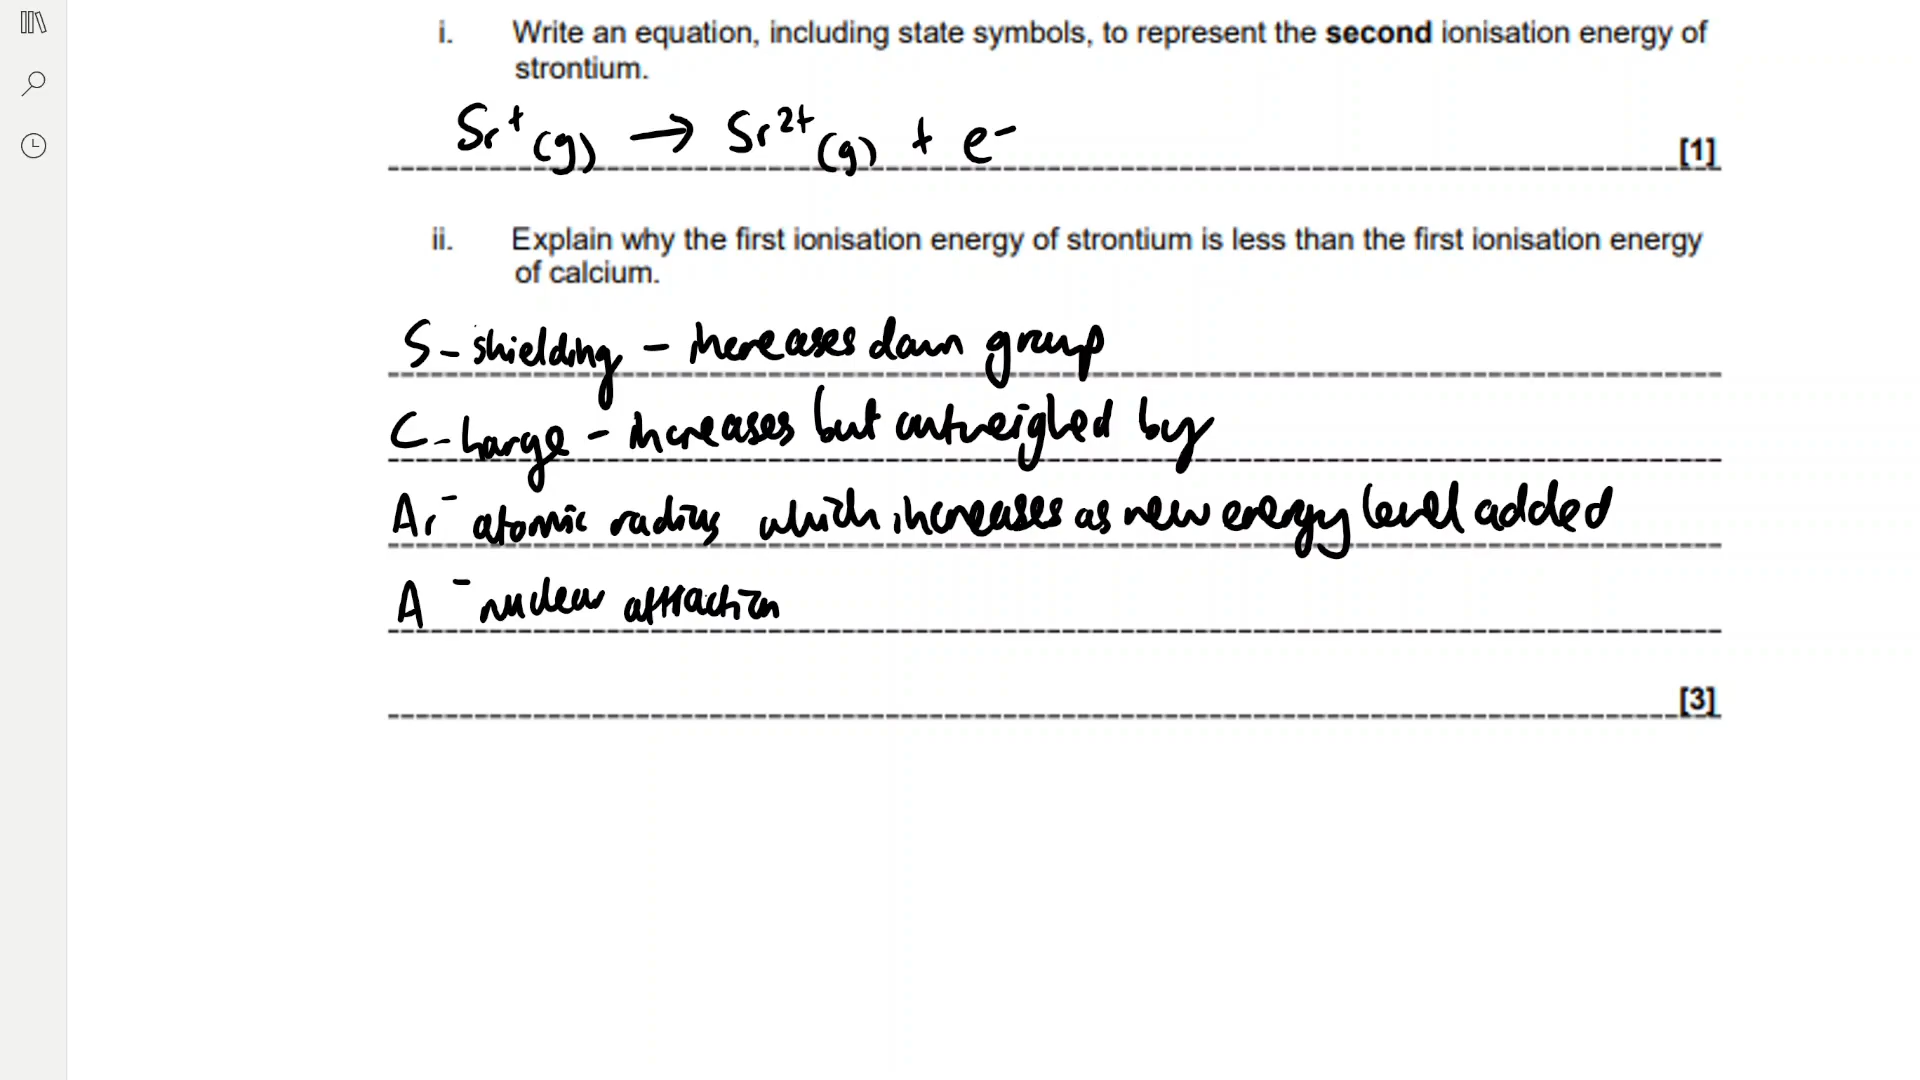 i. Write an equation, including state symbols, to represent the second ionisation energy of
strontium.
Sr⁺(g) → Sr²⁺(g) + e⁻
[1]
ii. Explain why the first ionisation energy of strontium is less than the first ionisation energy
of calcium.
S - shielding - increases down group
C - harge - increases but outweighed by
Ar - atomic radius which increases as new energy level added
A - nuclear attraction
[3]